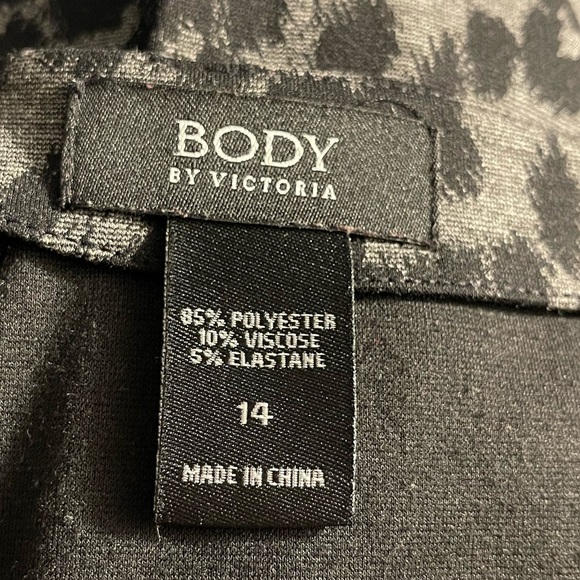 BODY
BY VICTORIA
85% POLYESTER
10% VISCOSE
5% ELASTANE
14
MADE IN CHINA